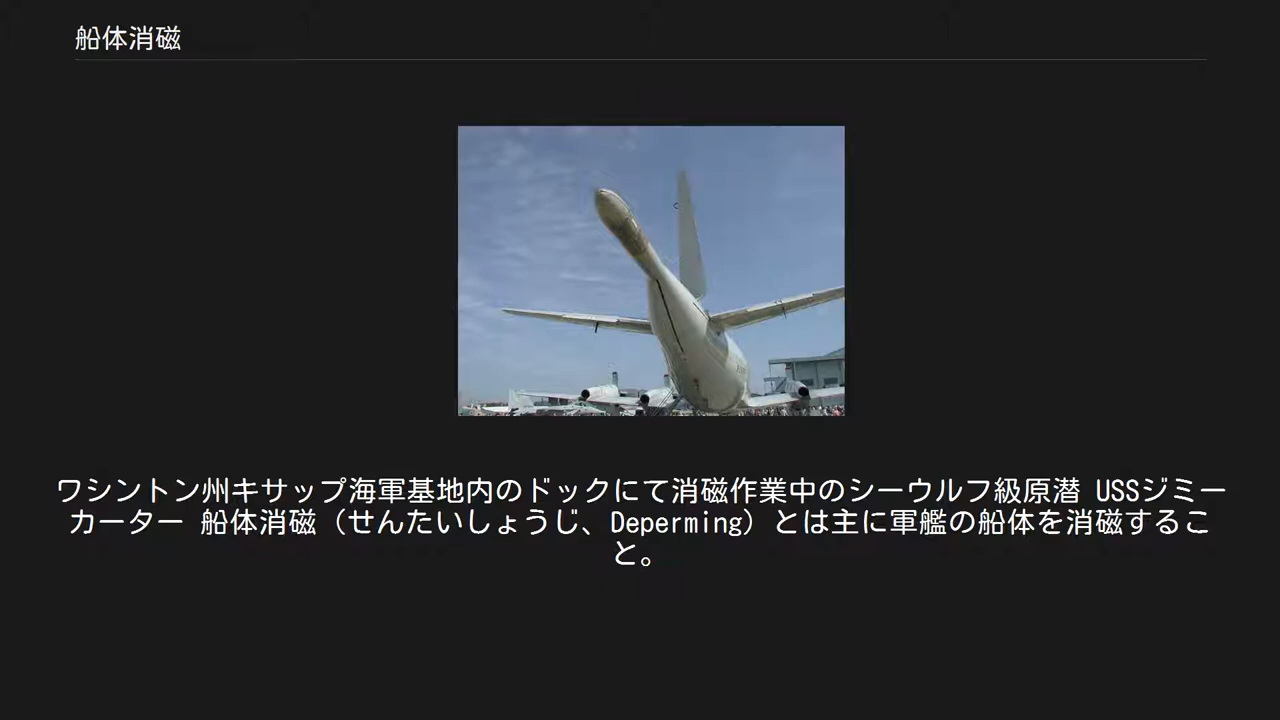 船体消磁
ワシントン州キサップ海軍基地内のドックにて消磁作業中のシーウルフ級原潜 USSジミー
カーター 船体消磁（せんたいしょうじ、Deperming）とは主に軍艦の船体を消磁するこ
と。